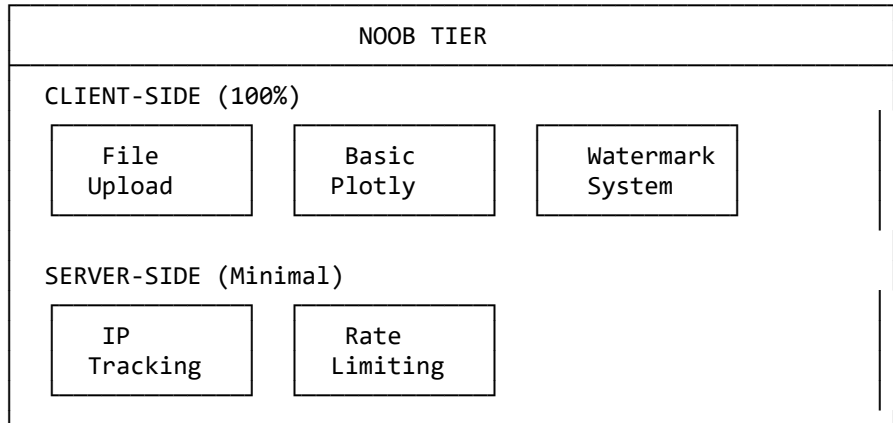 NOOB TIER
CLIENT-SIDE (100%)
File Basic Watermark
Upload Plotly System
SERVER-SIDE (Minimal)
IP Rate
Tracking Limiting